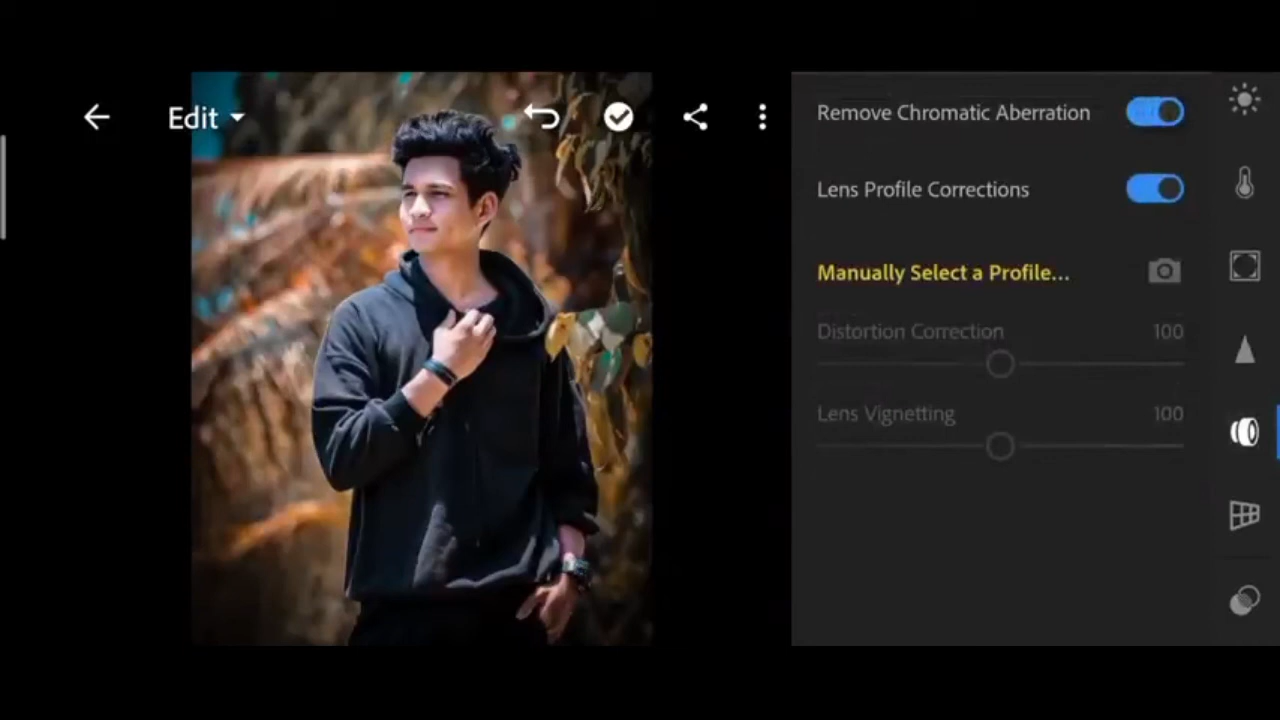 Edit
Remove Chromatic Aberration
Lens Profile Corrections
Manually Select a Profile...
Distortion Correction 100
Lens Vignetting 100